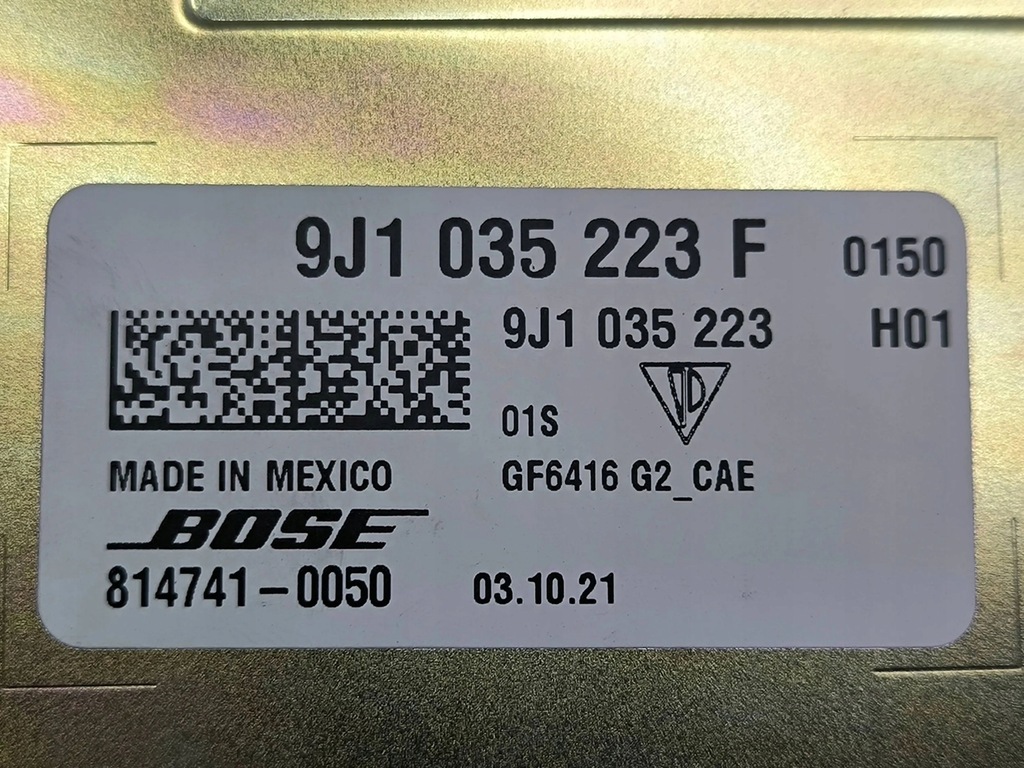 9J1 035 223 F 0150
9J1 035 223 H01
01S
MADE IN MEXICO GF6416 G2_CAE
BOSE
814741-0050 03.10.21